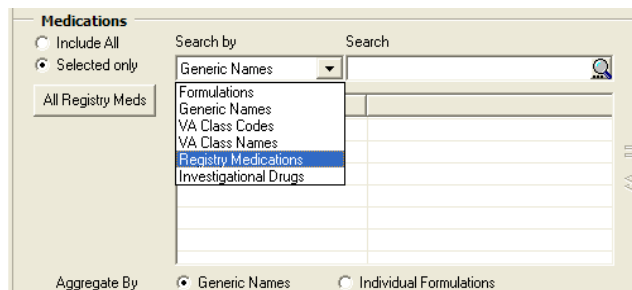 Medications
Include All
Search by
Search
Selected only
Generic Names
All Registry Meds
Formulations
Generic Names
VA Class Codes
VA Class Names
Registry Medications
Investigational Drugs
Aggregate By
Generic Names
Individual Formulations